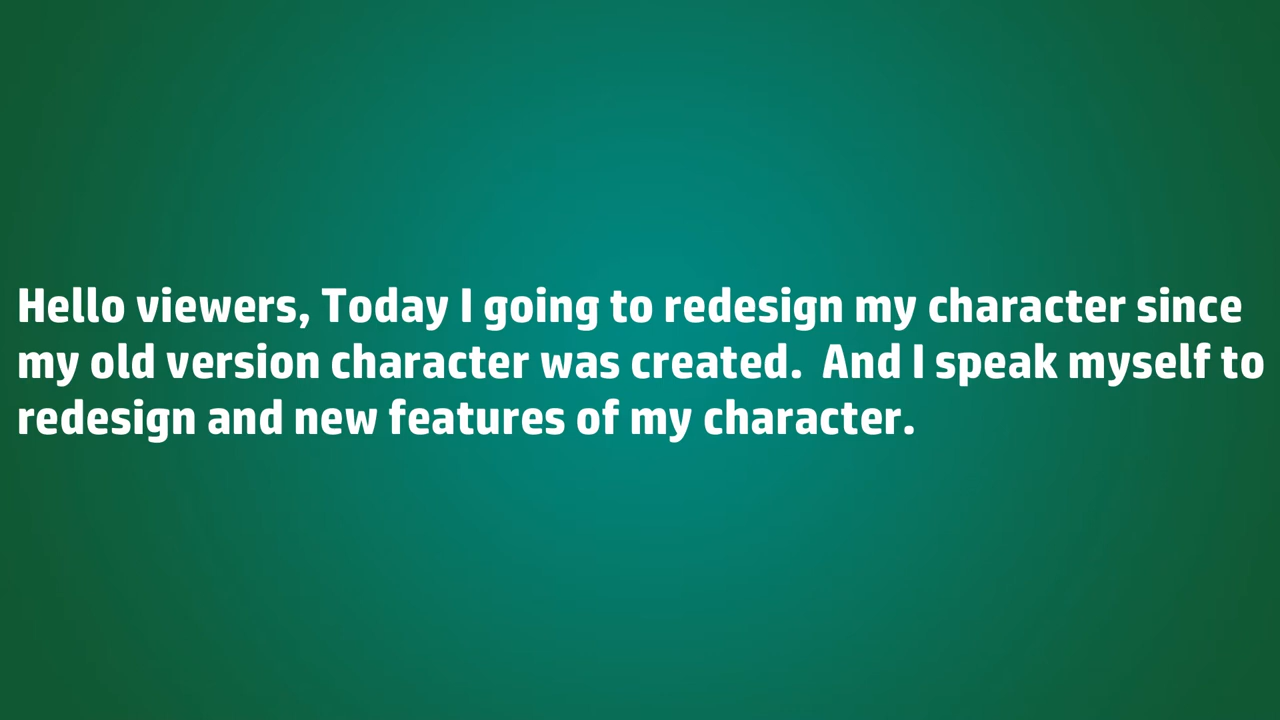 Hello viewers, Today I going to redesign my character since
my old version character was created.  And I speak myself to
redesign and new features of my character.